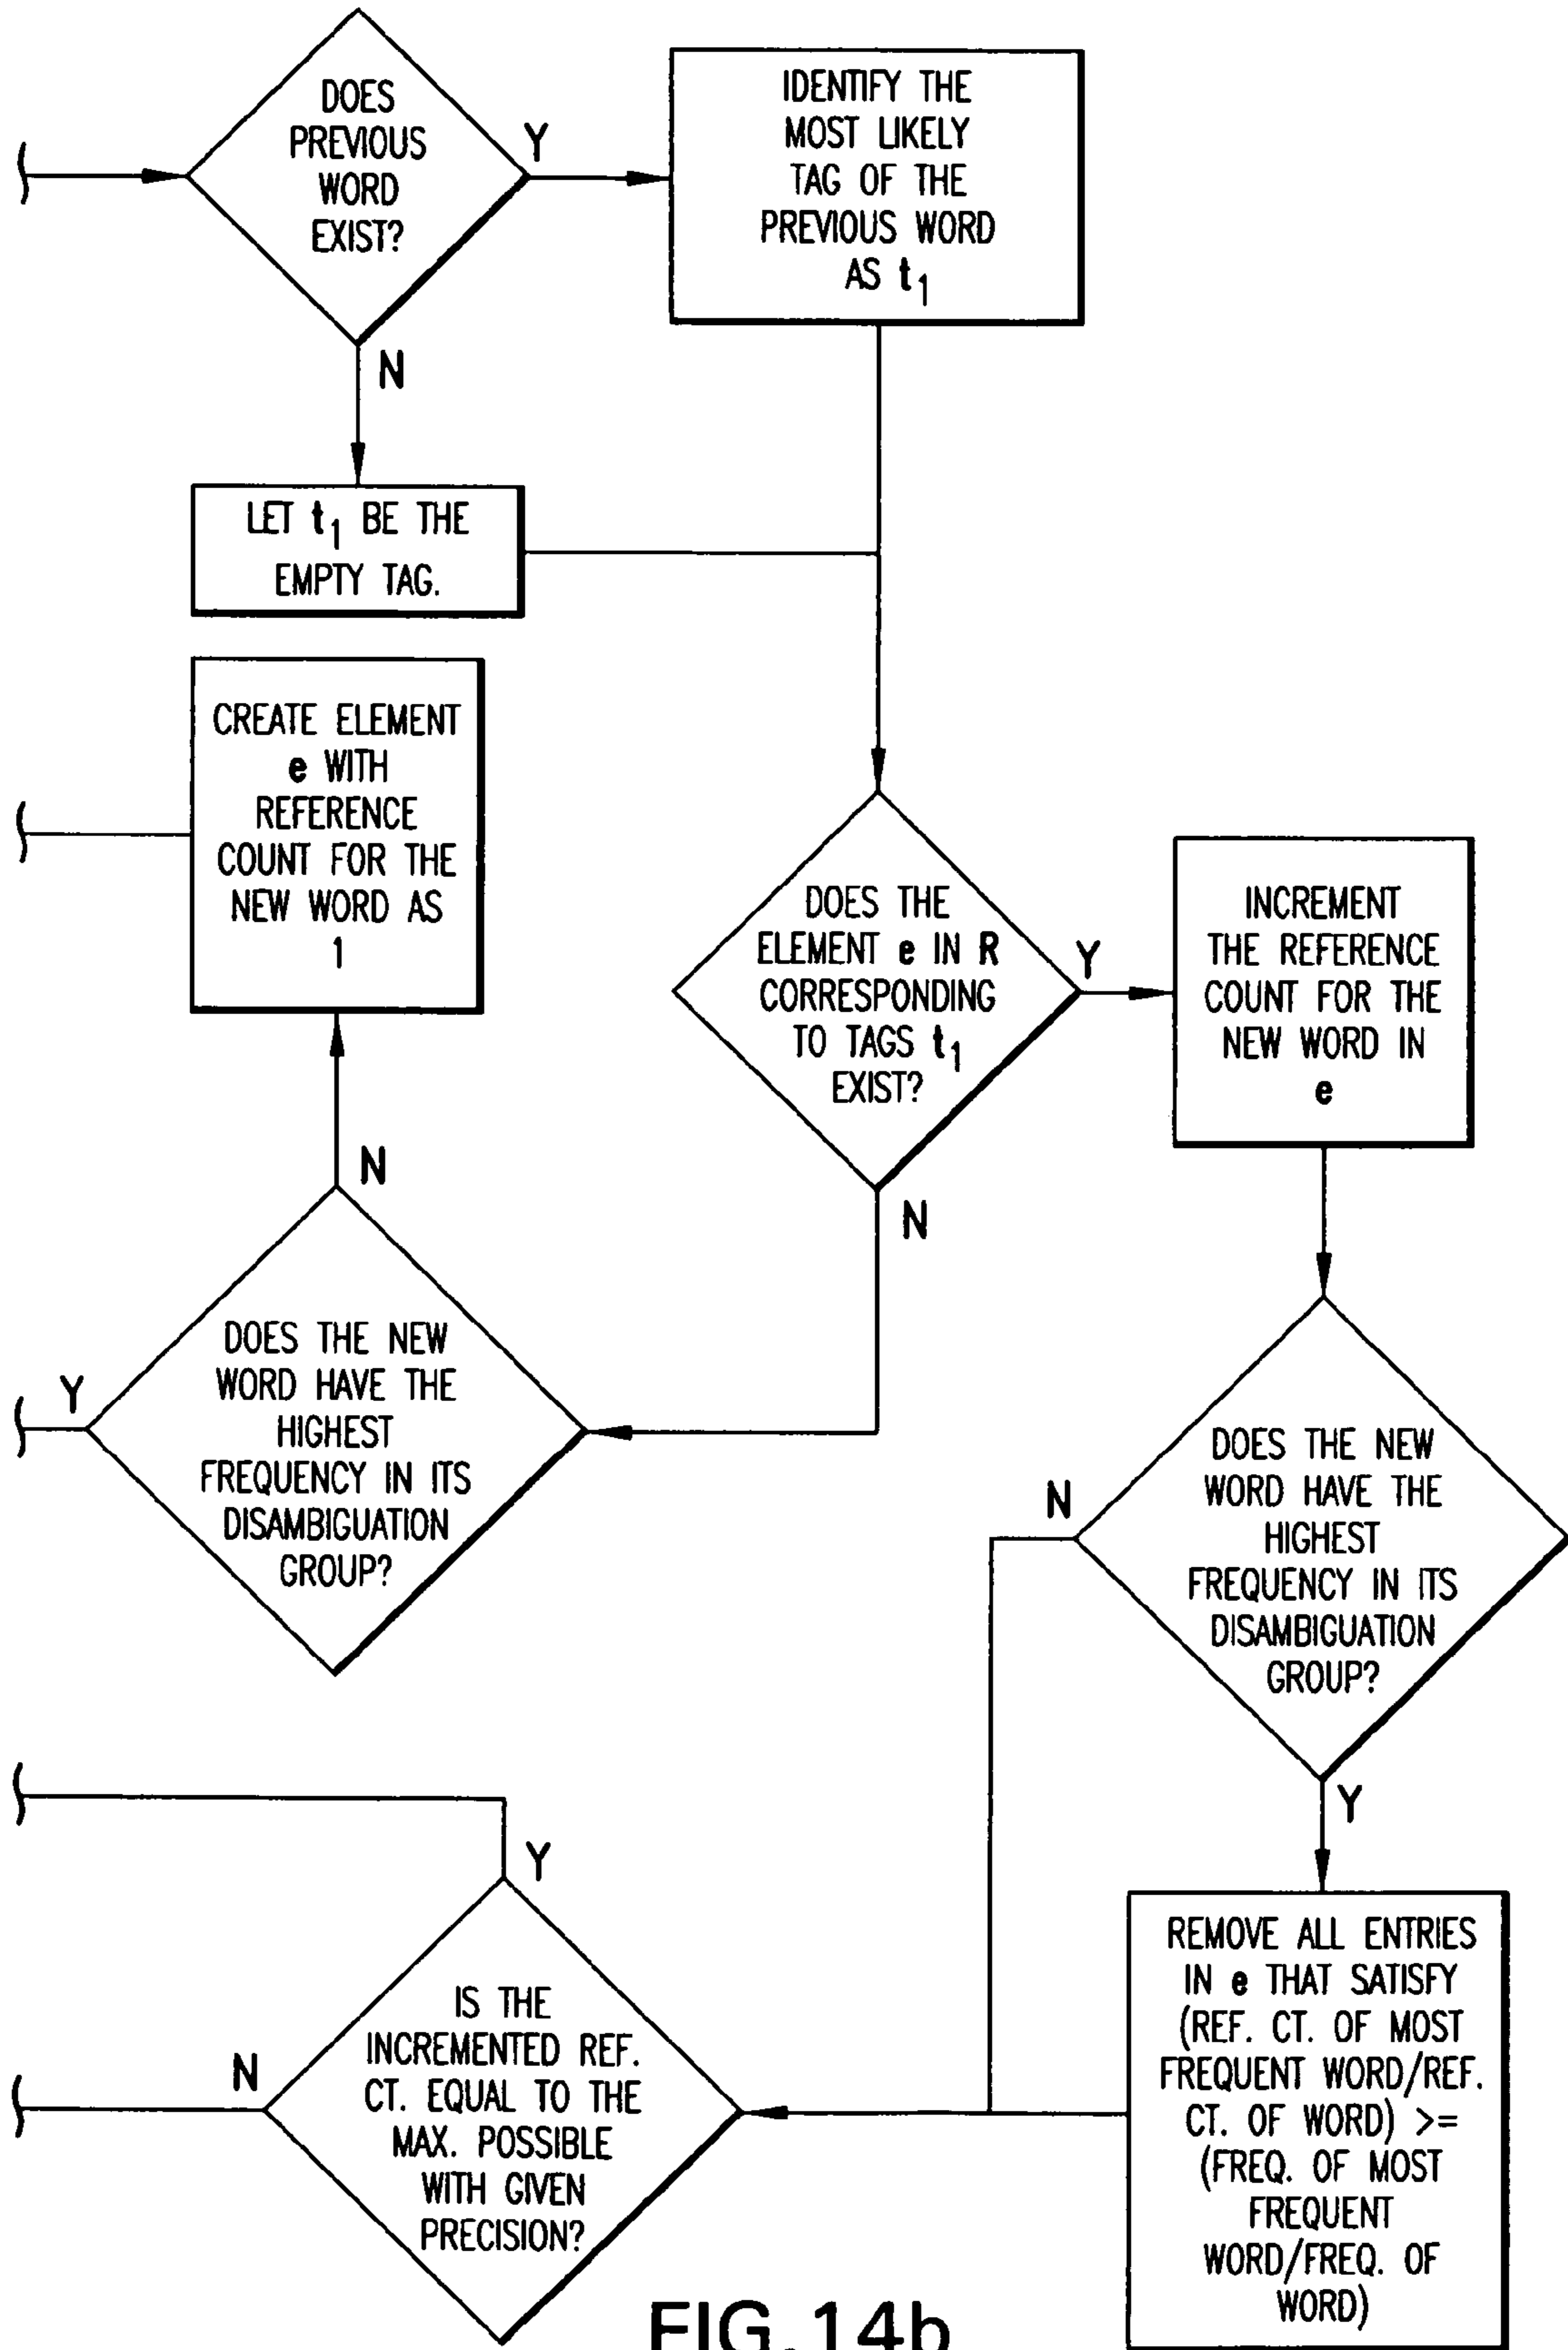 DOES
PREVIOUS
WORD
EXIST?
Y
N
IDENTIFY THE
MOST LIKELY
TAG OF THE
PREVIOUS WORD
AS t1
LET t1 BE THE
EMPTY TAG.
CREATE ELEMENT
e WITH
REFERENCE
COUNT FOR THE
NEW WORD AS
1
DOES THE
ELEMENT e IN R
CORRESPONDING
TO TAGS t1
EXIST?
Y
N
INCREMENT
THE REFERENCE
COUNT FOR THE
NEW WORD IN
e
N
Y
DOES THE NEW
WORD HAVE THE
HIGHEST
FREQUENCY IN ITS
DISAMBIGUATION
GROUP?
N
DOES THE NEW
WORD HAVE THE
HIGHEST
FREQUENCY IN ITS
DISAMBIGUATION
GROUP?
Y
Y
N
IS THE
INCREMENTED REF.
CT. EQUAL TO THE
MAX. POSSIBLE
WITH GIVEN
PRECISION?
REMOVE ALL ENTRIES
IN e THAT SATISFY
(REF. CT. OF MOST
FREQUENT WORD/REF.
CT. OF WORD) >=
(FREQ. OF MOST
FREQUENT
WORD/FREQ. OF
WORD)
FIG.14b